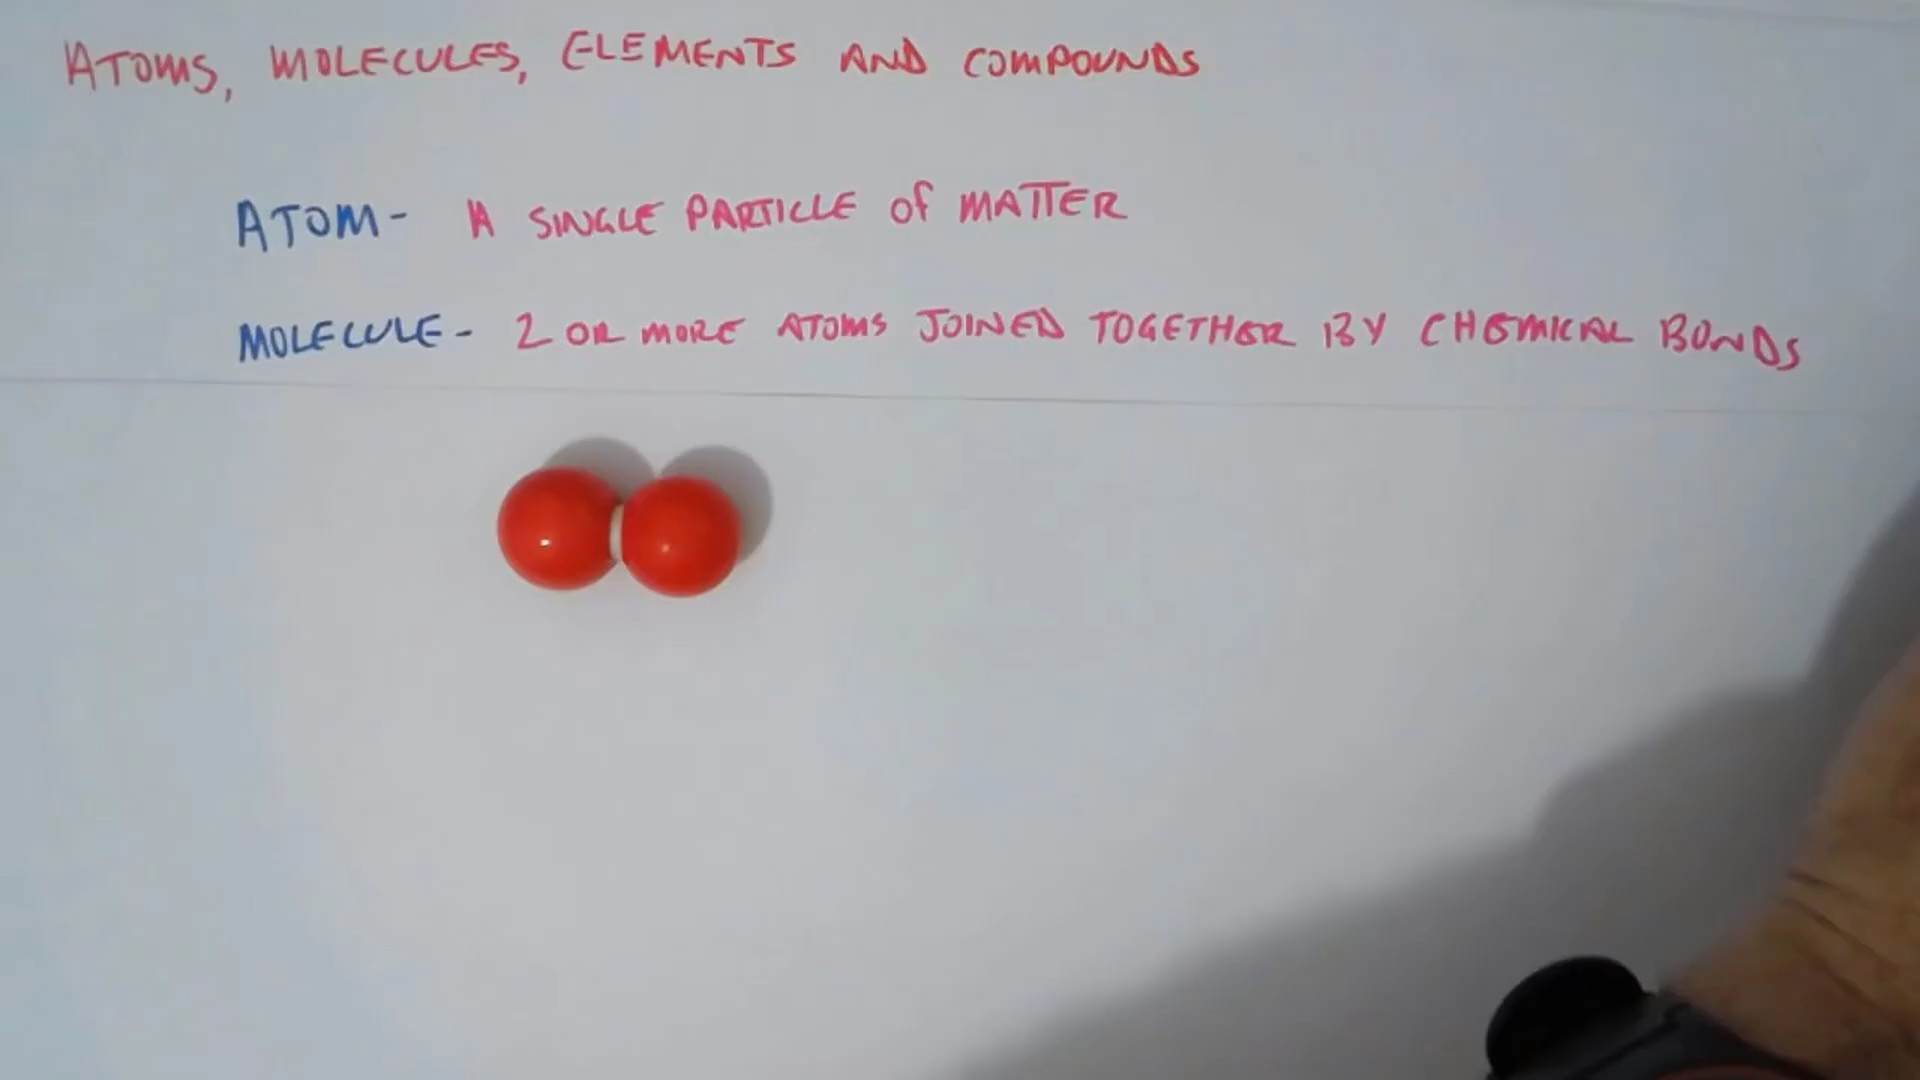 ATOMS, MOLECULES, ELEMENTS AND COMPOUNDS
ATOM- A SINGLE PARTICLE OF MATTER
MOLECULE- 2 OR MORE ATOMS JOINED TOGETHER BY CHEMICAL BONDS